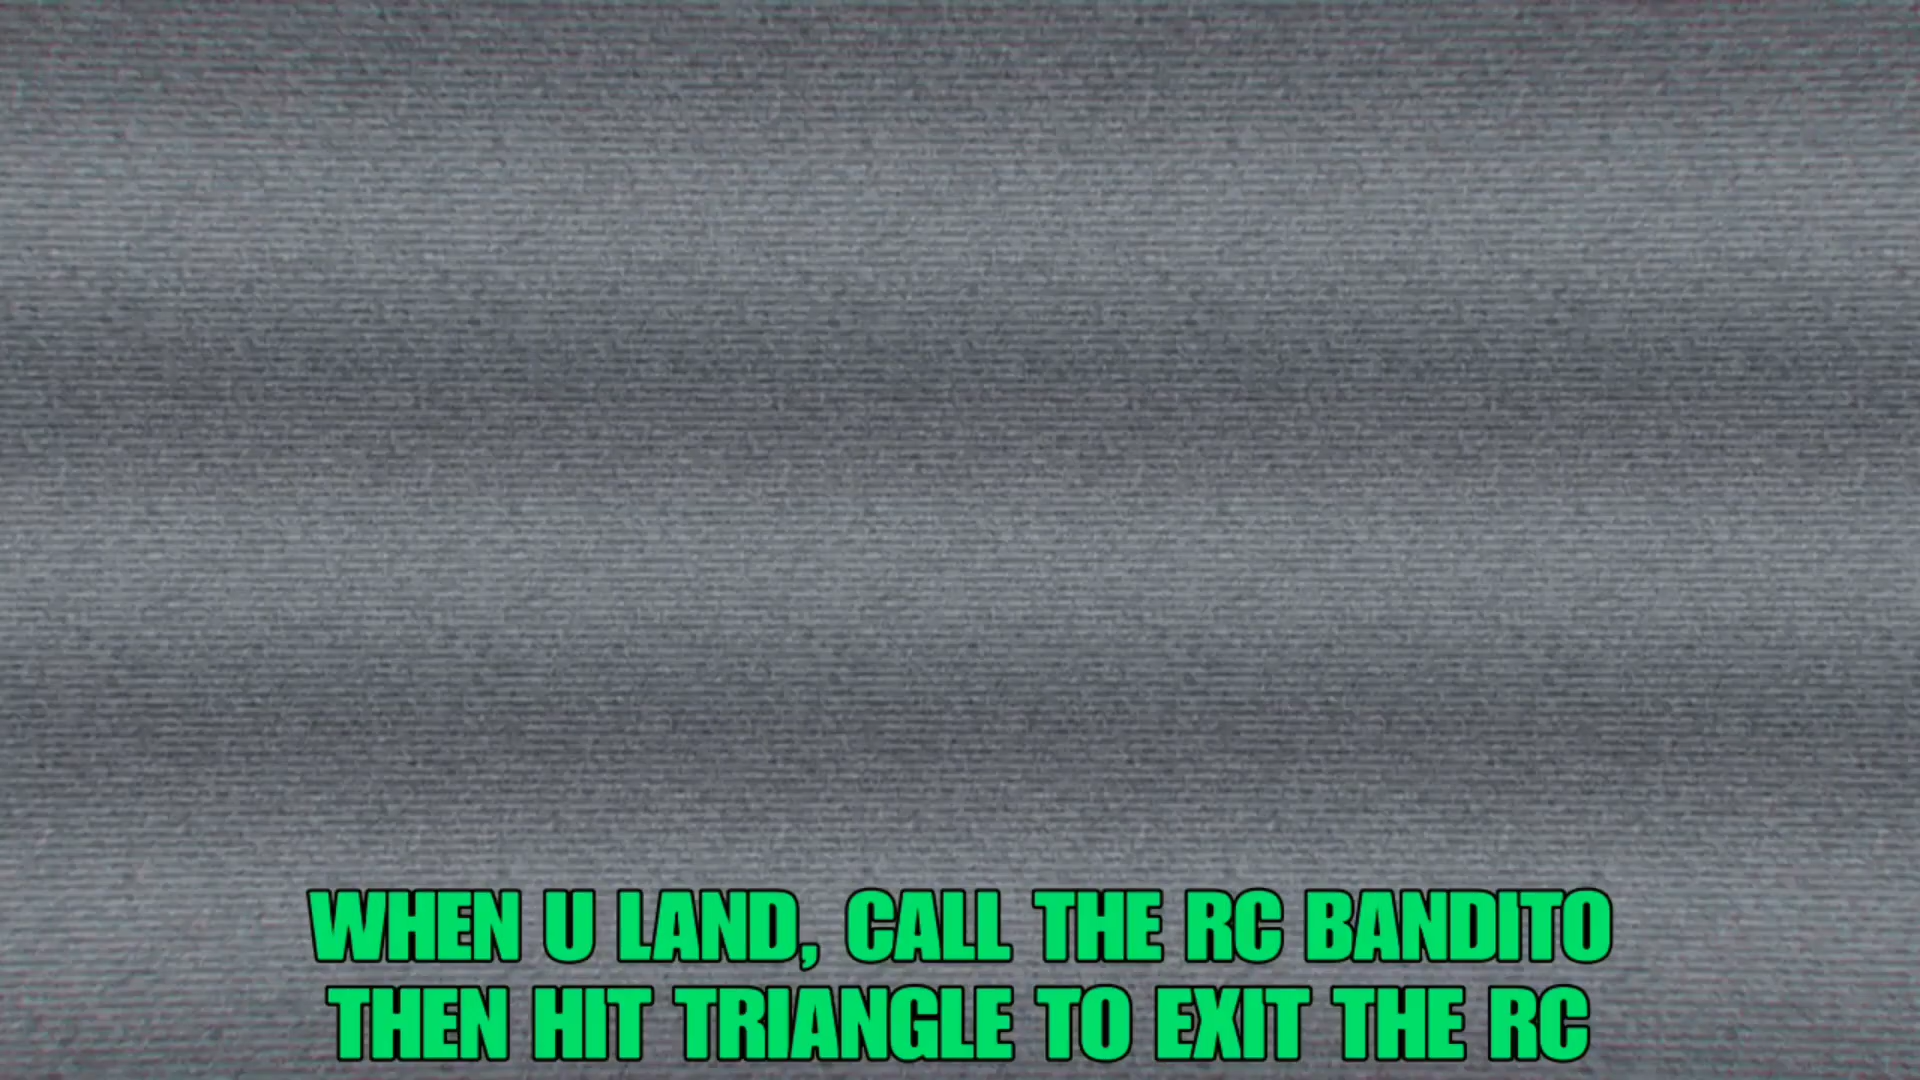 WHEN U LAND, CALL THE RC BANDITO
THEN HIT TRIANGLE TO EXIT THE RC